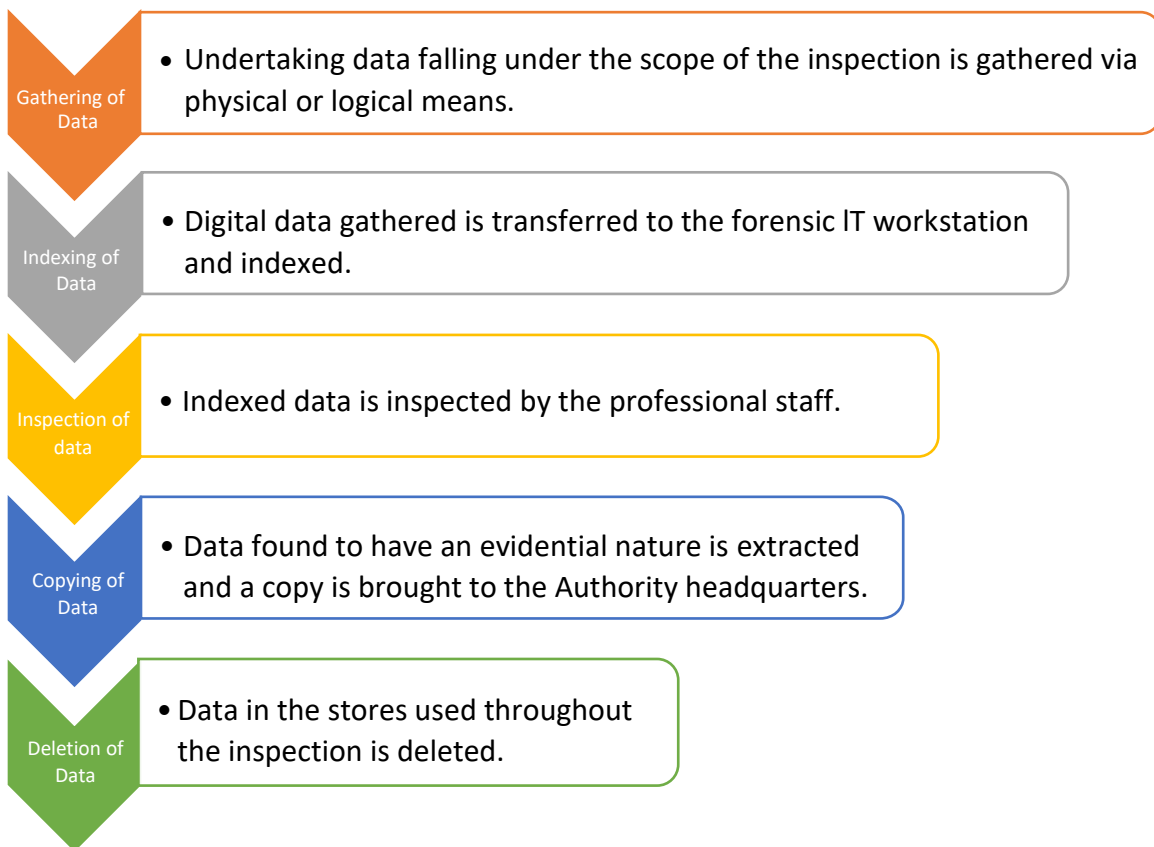 Gathering of
Data
• Undertaking data falling under the scope of the inspection is gathered via
physical or logical means.
Indexing of
Data
• Digital data gathered is transferred to the forensic IT workstation
and indexed.
Inspection of
data
• Indexed data is inspected by the professional staff.
Copying of
Data
• Data found to have an evidential nature is extracted
and a copy is brought to the Authority headquarters.
Deletion of
Data
• Data in the stores used throughout
the inspection is deleted.